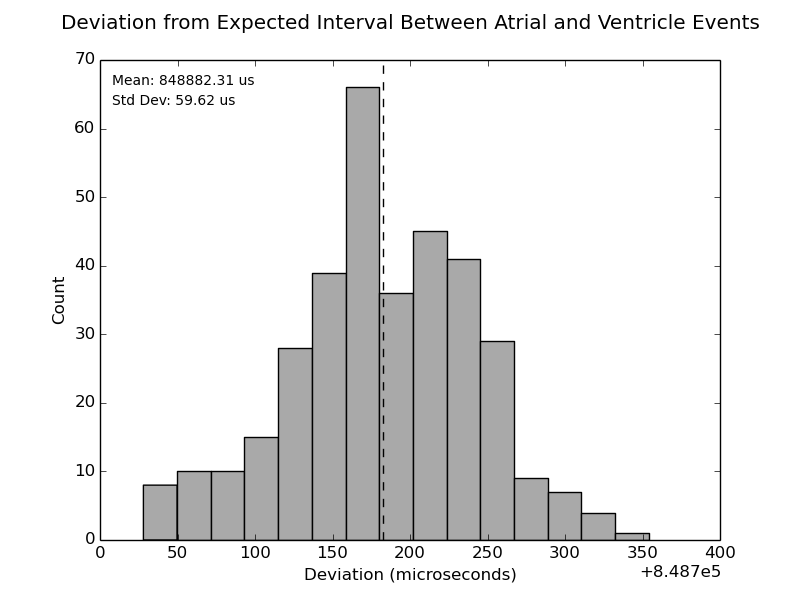 Deviation from Expected Interval Between Atrial and Ventricle Events
Mean: 848882.31 us
Std Dev: 59.62 us
70
60
50
40
30
20
10
0
Count
0 50 100 150 200 250 300 350 400
Deviation (microseconds)
+8.487e5